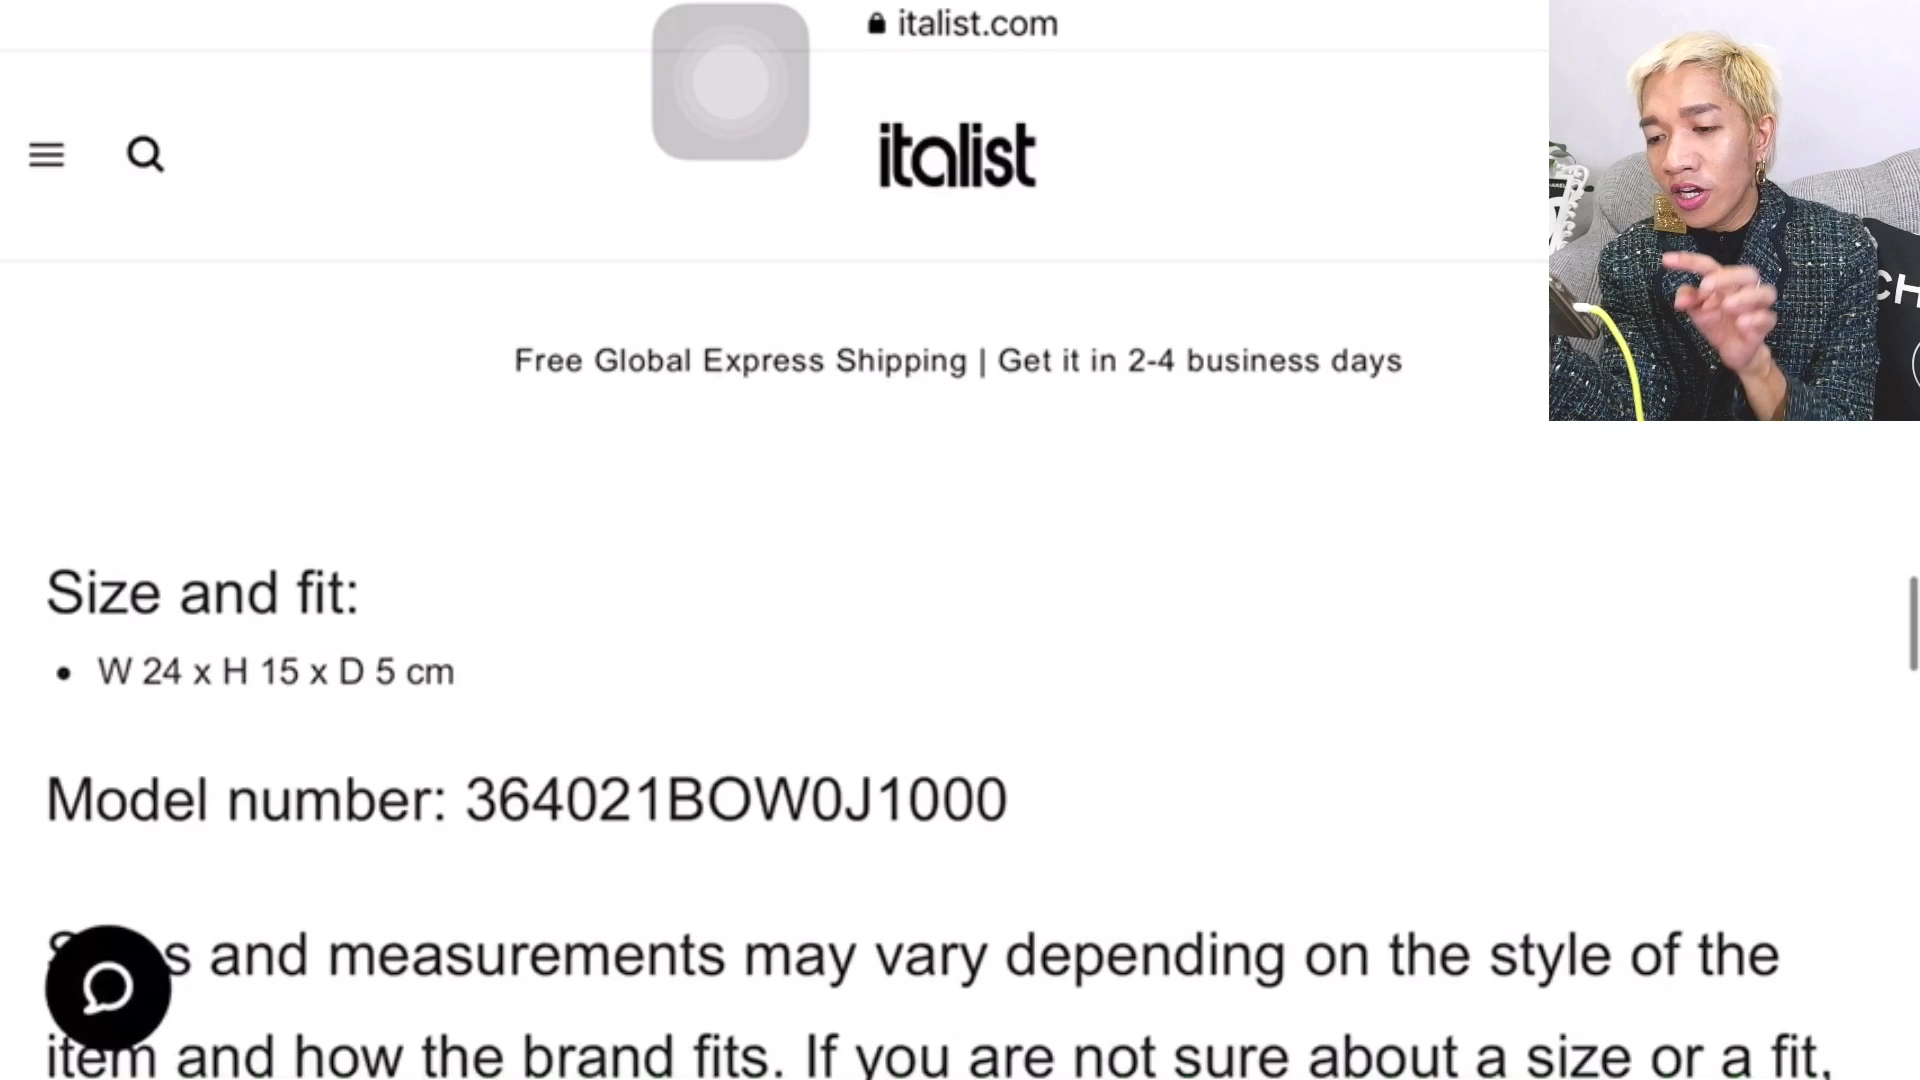 italist.com
italist
Free Global Express Shipping | Get it in 2-4 business days
Size and fit:
• W 24 x H 15 x D 5 cm
Model number: 364021BOW0J1000
and measurements may vary depending on the style of the
item and how the brand fits. If you are not sure about a size or a fit,
CH